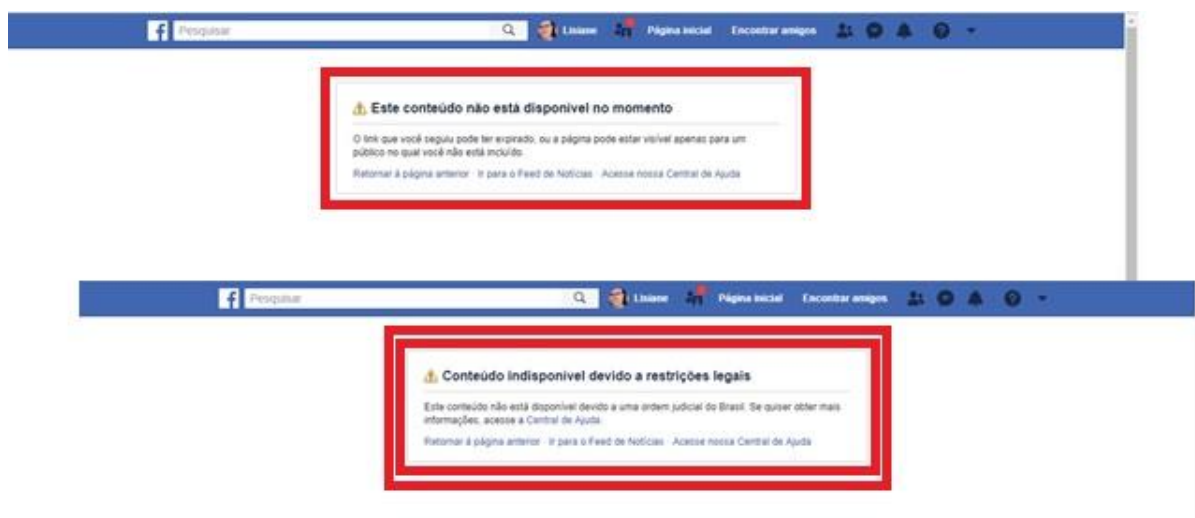 f Pesquisar Lisiane Página inicial Encontrar amigos
Este conteúdo não está disponível no momento
O link que você seguiu pode ter expirado, ou a página pode estar visível apenas para um
público no qual você não está incluído.
Retornar à página anterior · Ir para o Feed de Notícias · Acesse nossa Central de Ajuda
f Pesquisar Lisiane Página inicial Encontrar amigos
Conteúdo indisponível devido a restrições legais
Este conteúdo não está disponível devido a uma ordem judicial do Brasil. Se quiser obter mais
informações, acesse a Central de Ajuda.
Retornar à página anterior · Ir para o Feed de Notícias · Acesse nossa Central de Ajuda